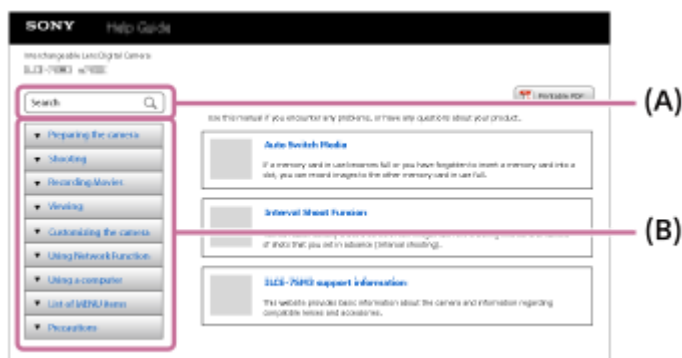 SONY Help Guide
Interchangeable Lens Digital Camera
Search
(A)
Printable PDF
Use this manual if you encounter any problems, or have any questions about your product.
Preparing the camera
Shooting
Recording Movies
Viewing
Customizing the camera
Using Network Function
Using a computer
List of MENU items
Precautions
(B)
Auto Switch Media
If a memory card in use becomes full or you have forgotten to insert a memory card into a
slot, you can record images to the other memory card in use full.
Interval Shoot Funcion
of shots that you set in advance (Interval shooting).
ILCE-7SM3 support information
This website provides basic information about the camera and information regarding
compatible lenses and accessories.